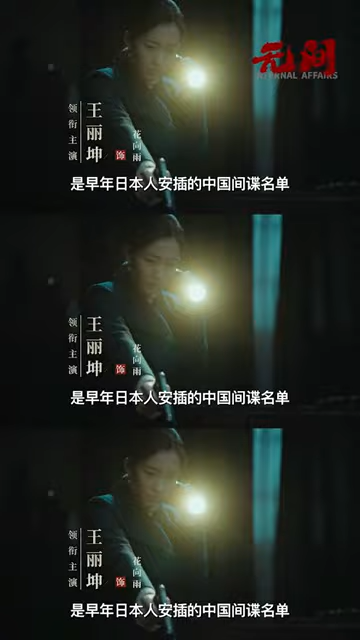 无间
ETERNAL AFFAIRS
领衔主演
王丽坤
饰
花向雨
是早年日本人安插的中国间谍名单
领衔主演
王丽坤
饰
花向雨
是早年日本人安插的中国间谍名单
领衔主演
王丽坤
饰
花向雨
是早年日本人安插的中国间谍名单